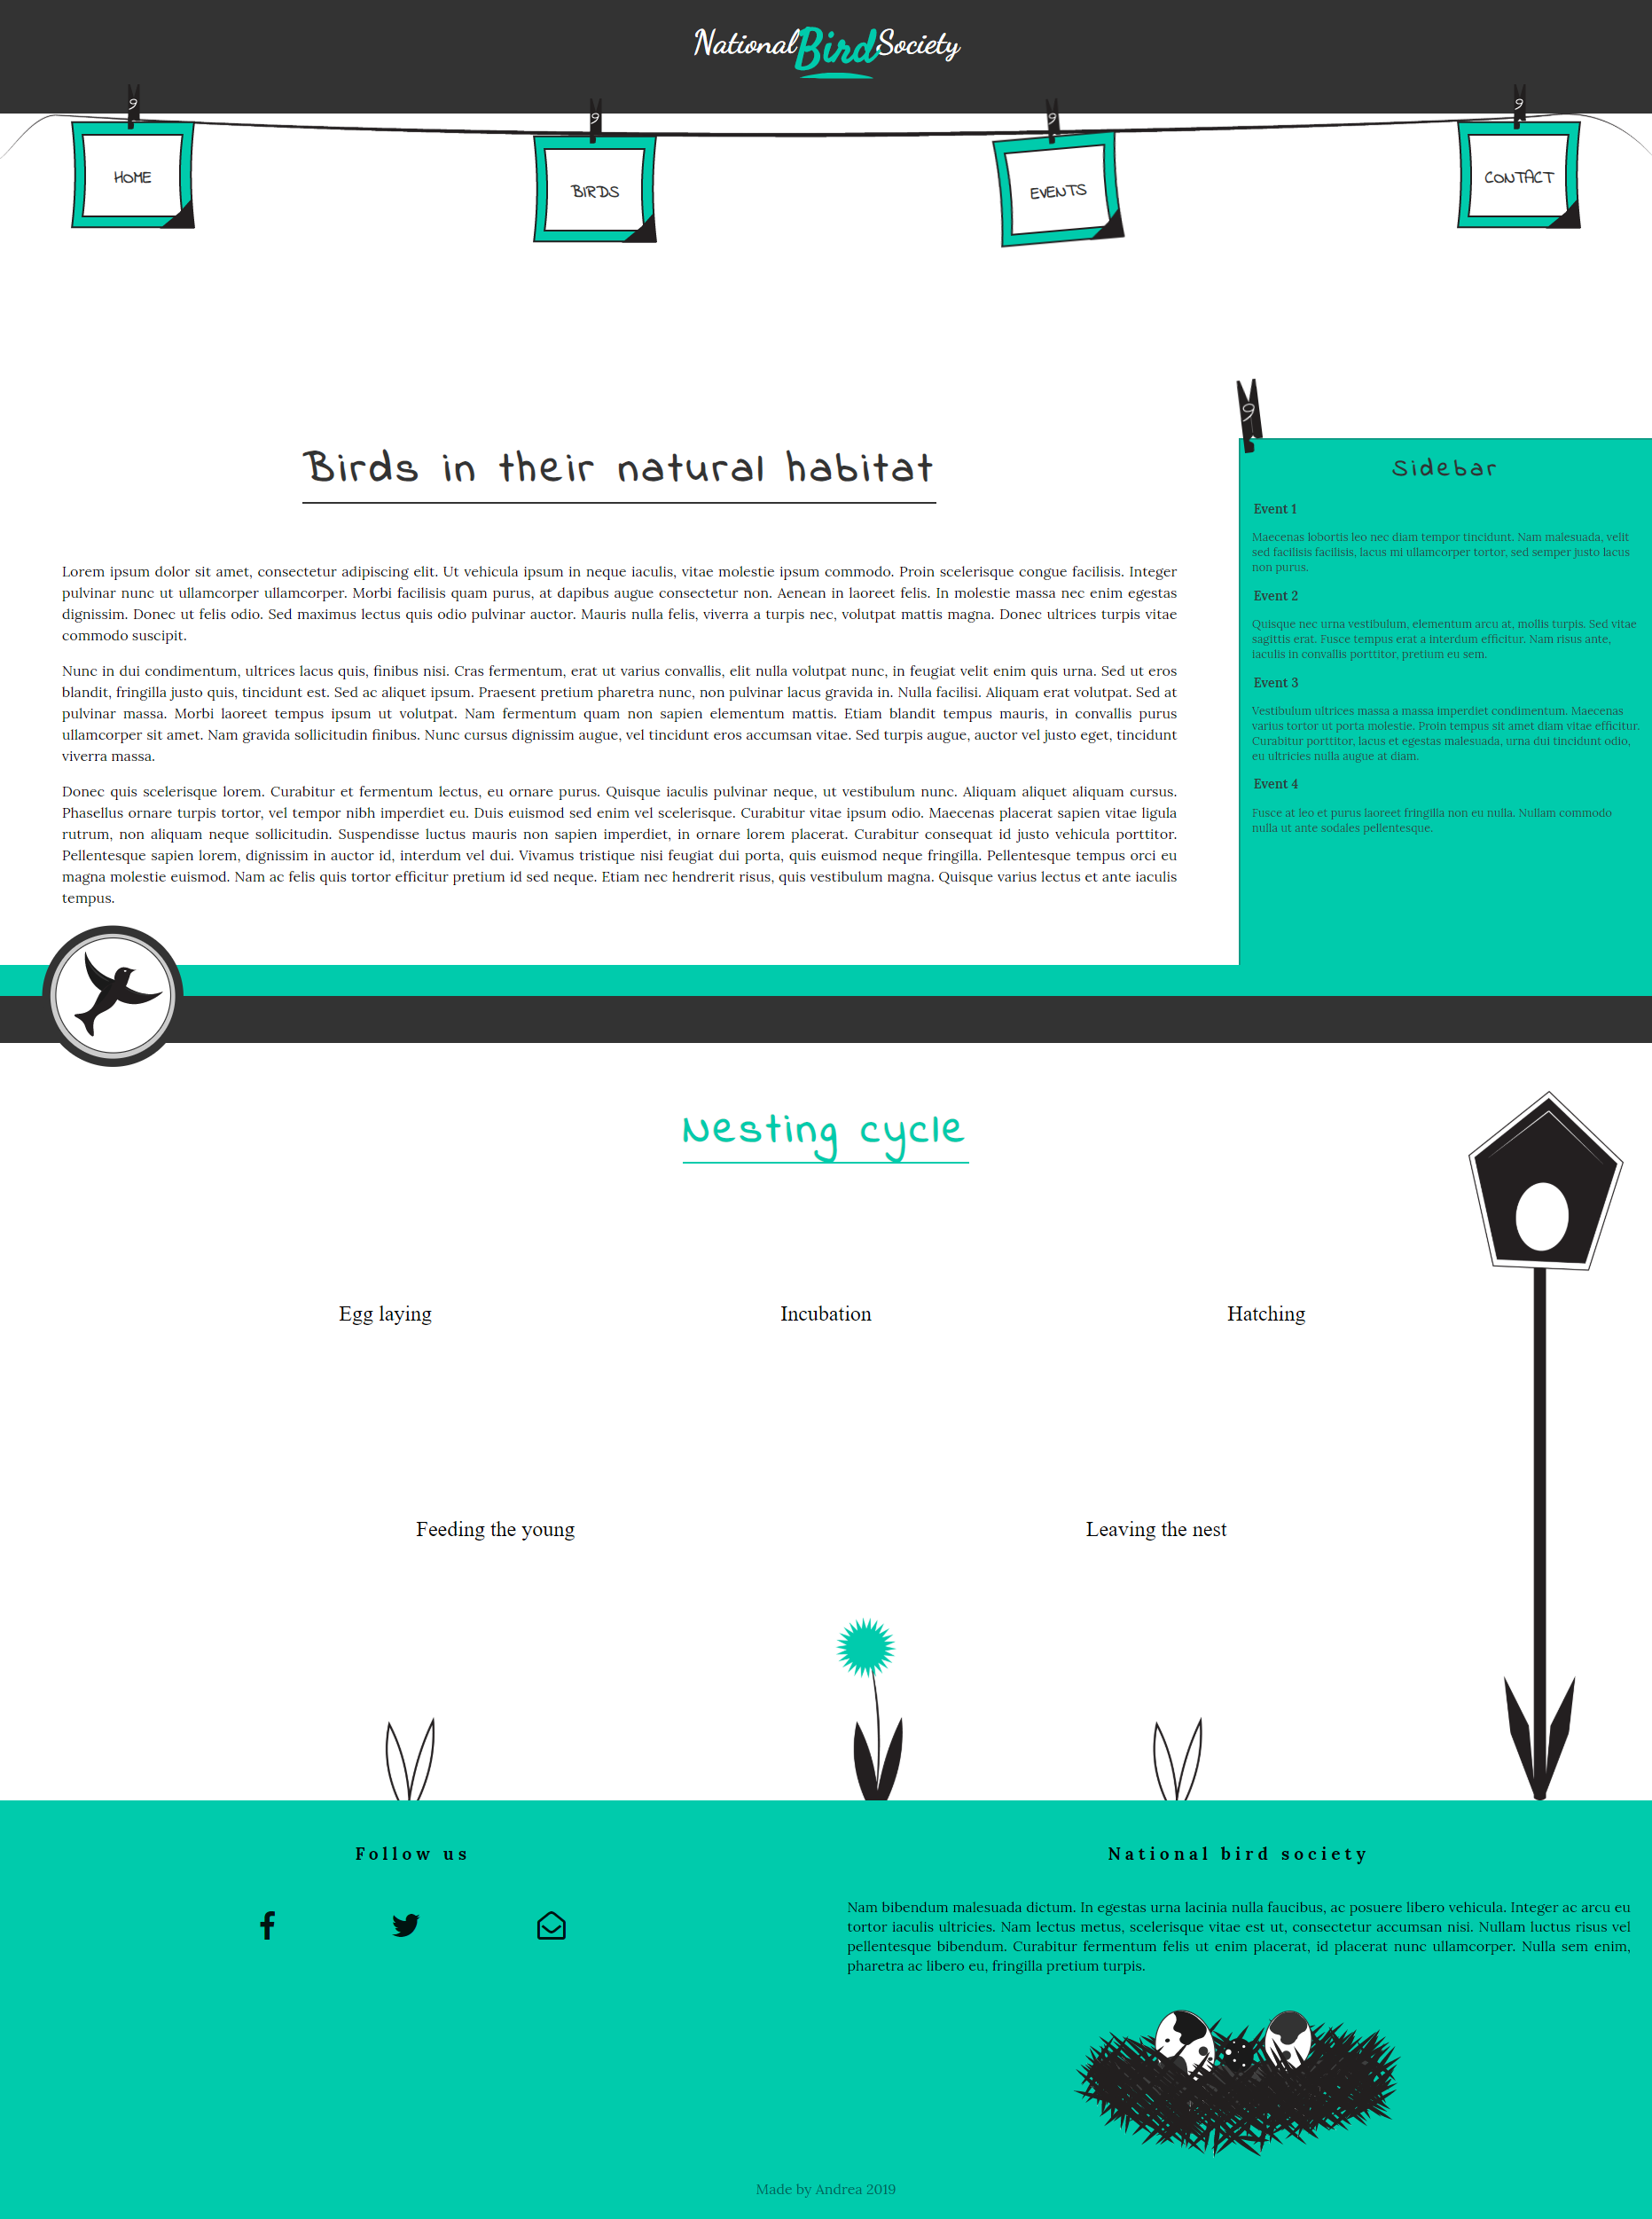 National Bird Society
HOME
BIRDS
EVENTS
CONTACT
Birds in their natural habitat
Lorem ipsum dolor sit amet, consectetur adipiscing elit. Ut vehicula ipsum in neque iaculis, vitae molestie ipsum commodo. Proin scelerisque congue facilisis. Integer
pulvinar nunc ut ullamcorper ullamcorper. Morbi facilisis quam purus, at dapibus augue consectetur non. Aenean in laoreet felis. In molestie massa nec enim egestas
dignissim. Donec ut felis odio. Sed maximus lectus quis odio pulvinar auctor. Mauris nulla felis, viverra a turpis nec, volutpat mattis magna. Donec ultrices turpis vitae
commodo suscipit.
Nunc in dui condimentum, ultrices lacus quis, finibus nisi. Cras fermentum, erat ut varius convallis, elit nulla volutpat nunc, in feugiat velit enim quis urna. Sed ut eros
blandit, fringilla justo quis, tincidunt est. Sed ac aliquet ipsum. Praesent pretium pharetra nunc, non pulvinar lacus gravida in. Nulla facilisi. Aliquam erat volutpat. Sed at
pulvinar massa. Morbi laoreet tempus ipsum ut volutpat. Nam fermentum quam non sapien elementum mattis. Etiam blandit tempus mauris, in convallis purus
ullamcorper sit amet. Nam gravida sollicitudin finibus. Nunc cursus dignissim augue, vel tincidunt eros accumsan vitae. Sed turpis augue, auctor vel justo eget, tincidunt
viverra massa.
Donec quis scelerisque lorem. Curabitur et fermentum lectus, eu ornare purus. Quisque iaculis pulvinar neque, ut vestibulum nunc. Aliquam aliquet aliquam cursus.
Phasellus ornare turpis tortor, vel tempor nibh imperdiet eu. Duis euismod sed enim vel scelerisque. Curabitur vitae ipsum odio. Maecenas placerat sapien vitae ligula
rutrum, non aliquam neque sollicitudin. Suspendisse luctus mauris non sapien imperdiet, in ornare lorem placerat. Curabitur consequat id justo vehicula porttitor.
Pellentesque sapien lorem, dignissim in auctor id, interdum vel dui. Vivamus tristique nisi feugiat dui porta, quis euismod neque fringilla. Pellentesque tempus orci eu
magna molestie euismod. Nam ac felis quis tortor efficitur pretium id sed neque. Etiam nec hendrerit risus, quis vestibulum magna. Quisque varius lectus et ante iaculis
tempus.
Sidebar
Event 1
Maecenas lobortis leo nec diam tempor tincidunt. Nam malesuada, velit
sed facilisis facilisis, lacus mi ullamcorper tortor, sed semper justo lacus
non purus.
Event 2
Quisque nec urna vestibulum, elementum arcu at, mollis turpis. Sed vitae
sagittis erat. Fusce tempus erat a interdum efficitur. Nam risus ante,
iaculis in convallis porttitor, pretium eu sem.
Event 3
Vestibulum ultrices massa a massa imperdiet condimentum. Maecenas
varius tortor ut porta molestie. Proin tempus sit amet diam vitae efficitur.
Curabitur porttitor, lacus et egestas malesuada, urna dui tincidunt odio,
eu ultricies nulla augue at diam.
Event 4
Fusce at leo et purus laoreet fringilla non eu nulla. Nullam commodo
nulla ut ante sodales pellentesque.
Nesting cycle
Egg laying
Incubation
Hatching
Feeding the young
Leaving the nest
Follow us
National bird society
Nam bibendum malesuada dictum. In egestas urna lacinia nulla faucibus, ac posuere libero vehicula. Integer ac arcu eu
tortor iaculis ultricies. Nam lectus metus, scelerisque vitae est ut, consectetur accumsan nisi. Nullam luctus risus vel
pellentesque bibendum. Curabitur fermentum felis ut enim placerat, id placerat nunc ullamcorper. Nulla sem enim,
pharetra ac libero eu, fringilla pretium turpis.
Made by Andrea 2019